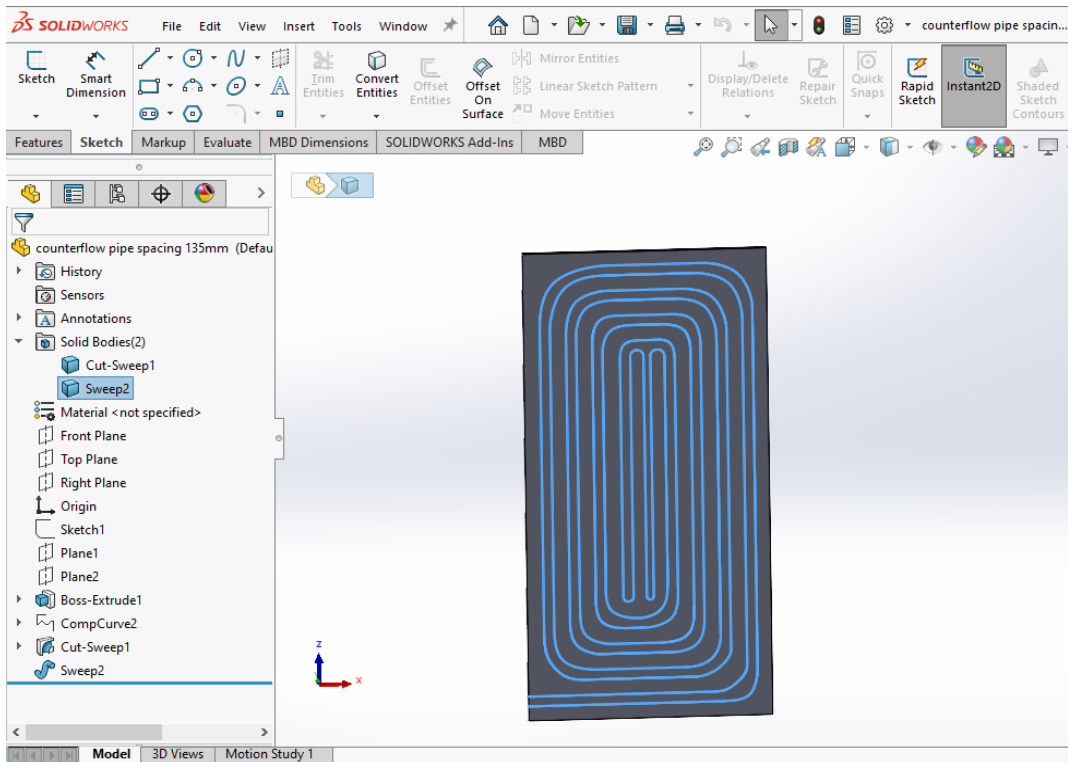 SOLIDWORKS File Edit View Insert Tools Window counterflow pipe spacin...
Sketch
Smart Dimension
Trim Entities
Convert Entities
Offset Entities
Offset On Surface
Mirror Entities
Linear Sketch Pattern
Move Entities
Display/Delete Relations
Repair Sketch
Quick Snaps
Rapid Sketch
Instant2D
Shaded Sketch Contours
Features Sketch Markup Evaluate MBD Dimensions SOLIDWORKS Add-Ins MBD
counterflow pipe spacing 135mm (Defau
History
Sensors
Annotations
Solid Bodies(2)
Cut-Sweep1
Sweep2
Material <not specified>
Front Plane
Top Plane
Right Plane
Origin
Sketch1
Plane1
Plane2
Boss-Extrude1
CompCurve2
Cut-Sweep1
Sweep2
z
x
Model 3D Views Motion Study 1